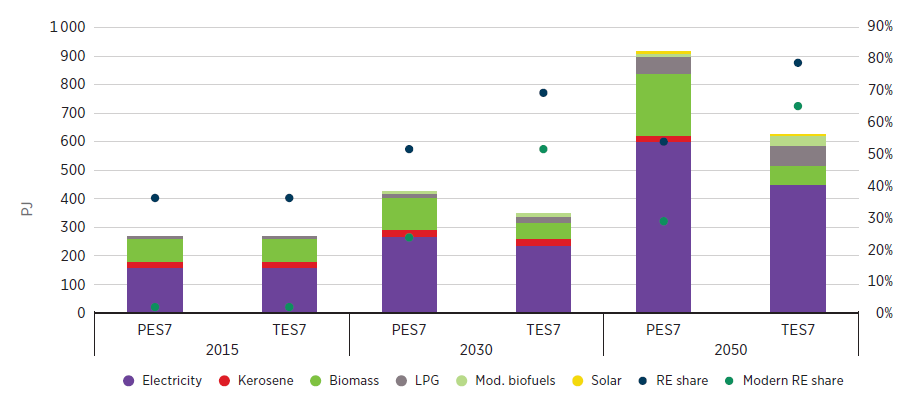 1 000 90%
900 80%
800 70%
700 60%
600 50%
500
400 40%
300 30%
200 20%
100 10%
0 0%
PJ
PES7 TES7 PES7 TES7 PES7 TES7
2015 2030 2050
Electricity Kerosene Biomass LPG Mod. biofuels Solar RE share Modern RE share